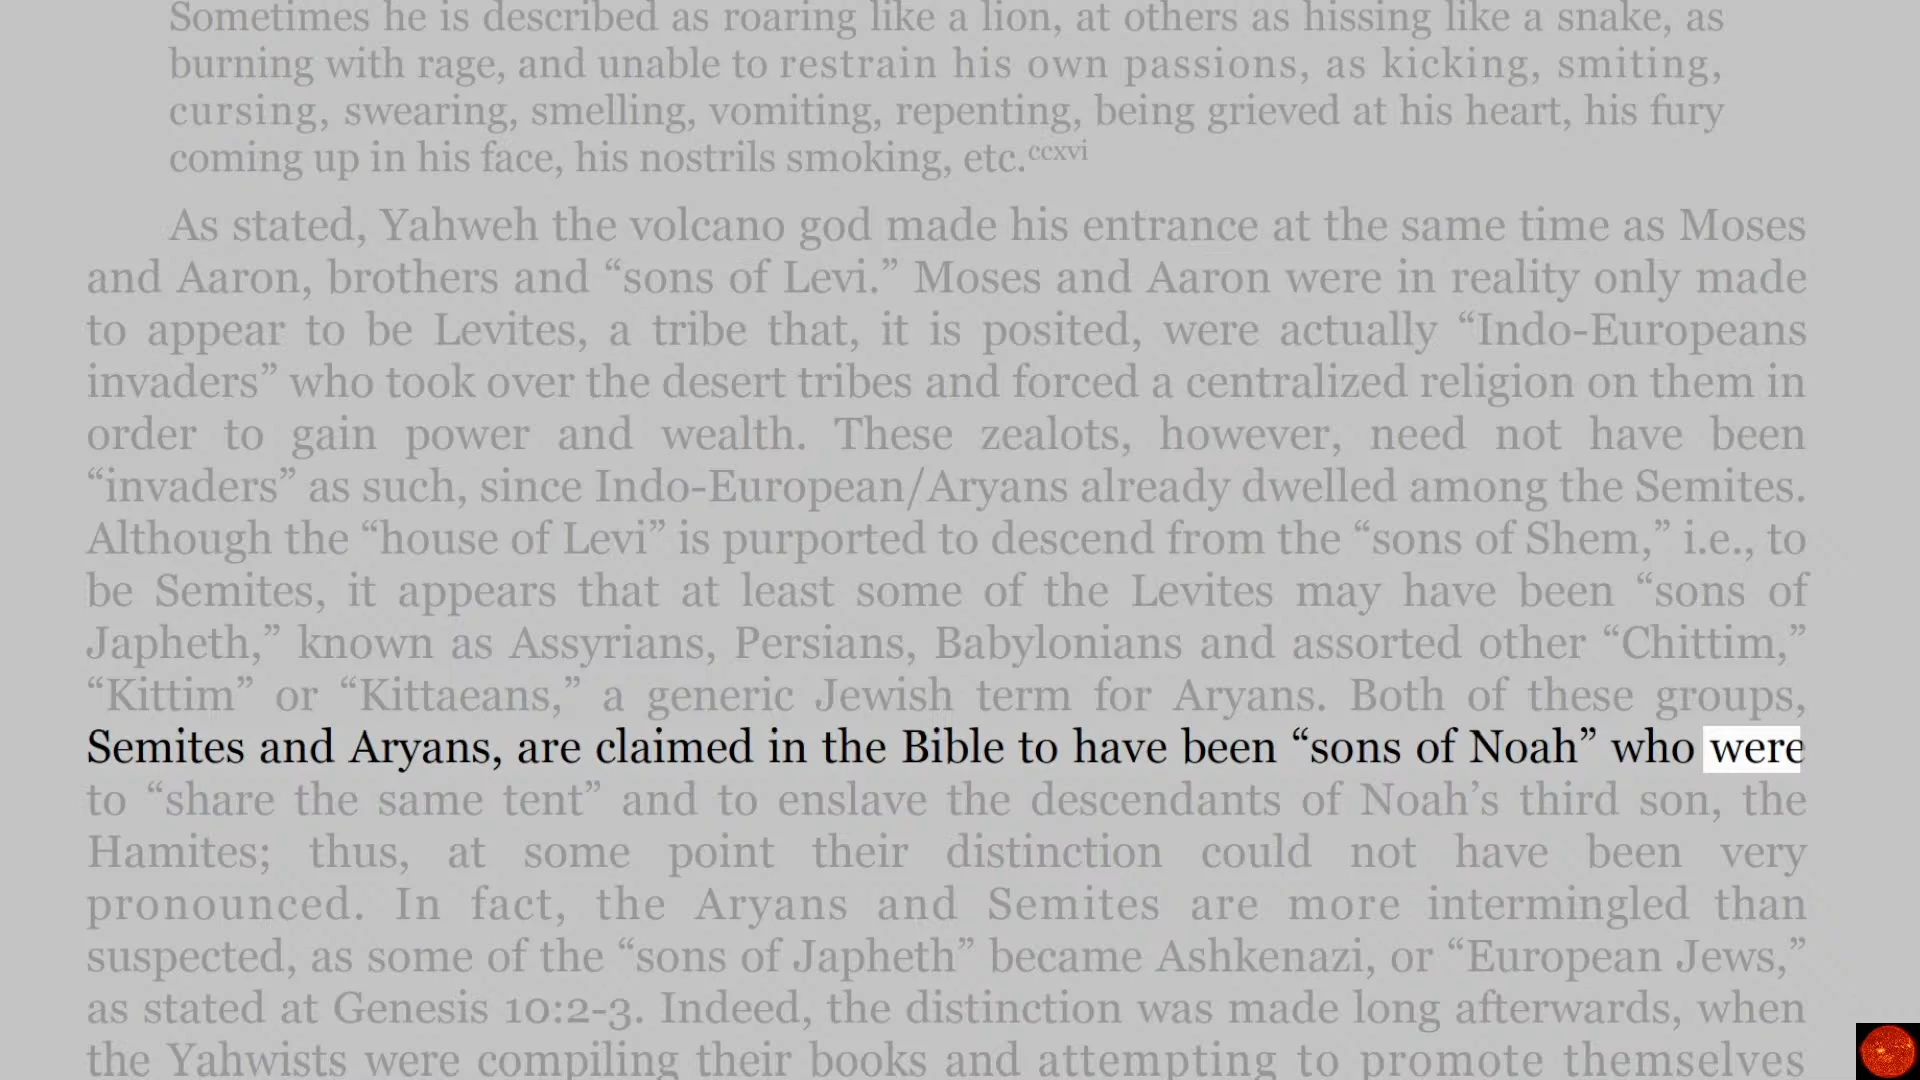 Sometimes he is described as roaring like a lion, at others as hissing like a snake, as
burning with rage, and unable to restrain his own passions, as kicking, smiting,
cursing, swearing, smelling, vomiting, repenting, being grieved at his heart, his fury
coming up in his face, his nostrils smoking, etc.ccxvi
As stated, Yahweh the volcano god made his entrance at the same time as Moses
and Aaron, brothers and “sons of Levi.” Moses and Aaron were in reality only made
to appear to be Levites, a tribe that, it is posited, were actually “Indo-Europeans
invaders” who took over the desert tribes and forced a centralized religion on them in
order to gain power and wealth. These zealots, however, need not have been
“invaders” as such, since Indo-European/Aryans already dwelled among the Semites.
Although the “house of Levi” is purported to descend from the “sons of Shem,” i.e., to
be Semites, it appears that at least some of the Levites may have been “sons of
Japheth,” known as Assyrians, Persians, Babylonians and assorted other “Chittim,”
“Kittim” or “Kittaeans,” a generic Jewish term for Aryans. Both of these groups,
Semites and Aryans, are claimed in the Bible to have been “sons of Noah” who were
to “share the same tent” and to enslave the descendants of Noah’s third son, the
Hamites; thus, at some point their distinction could not have been very
pronounced. In fact, the Aryans and Semites are more intermingled than
suspected, as some of the “sons of Japheth” became Ashkenazi, or “European Jews,”
as stated at Genesis 10:2-3. Indeed, the distinction was made long afterwards, when
the Yahwists were compiling their books and attempting to promote themselves